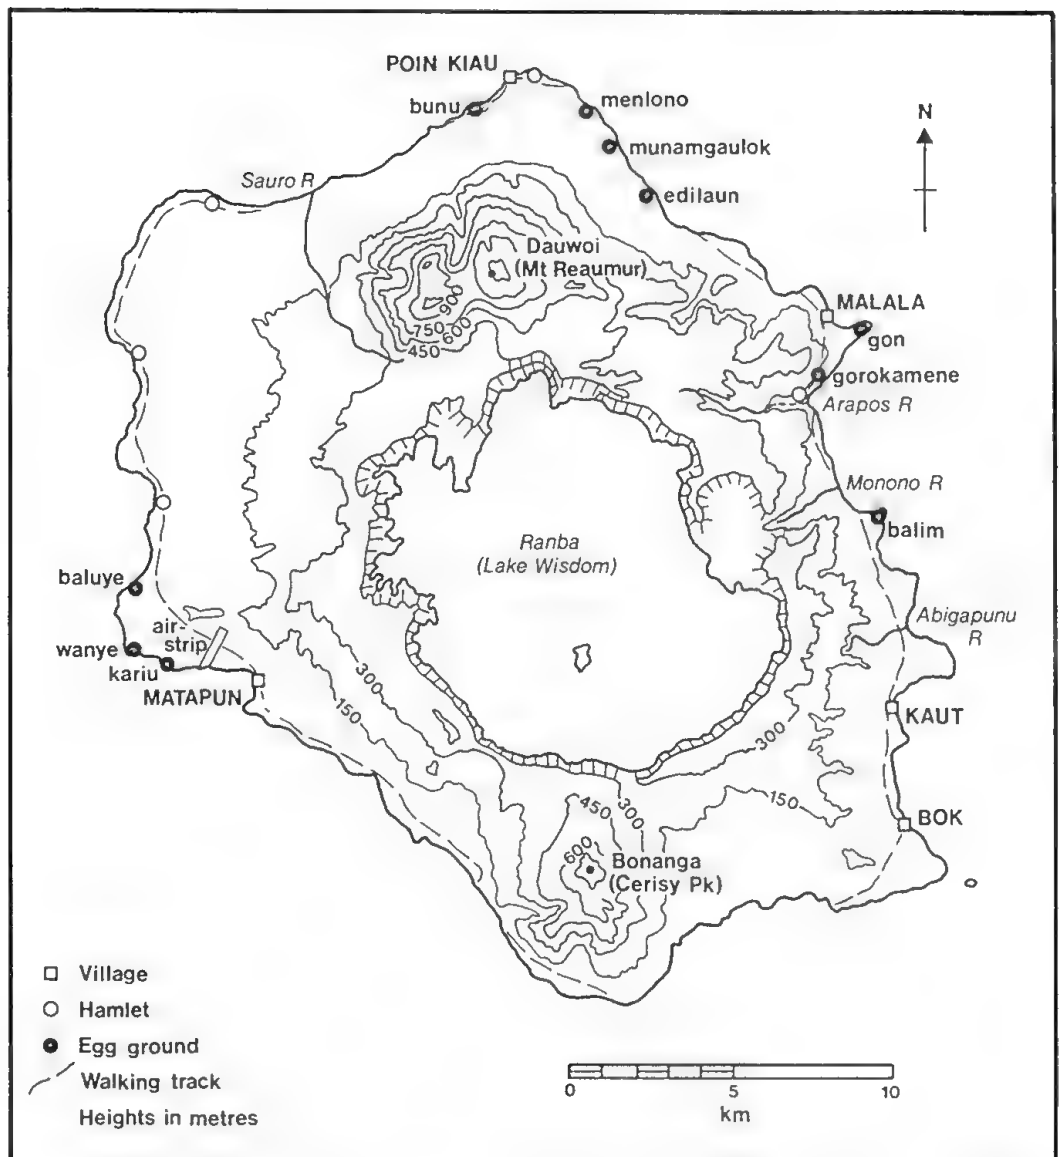 POIN KIAU
bunu
menlono
N
munamgaulok
Sauro R
edilaun
Dauwoi
(Mt Reaumur)
900
750
600
450
MALALA
gon
gorokamene
Arapos R
Monono R
balim
Ranba
(Lake Wisdom)
baluye
air-
strip
wanye
kariu
MATAPUN
Abigapunu
R
300
150
KAUT
300
150
450
300
BOK
600
Bonanga
(Cerisy Pk)
Village
Hamlet
Egg ground
Walking track
Heights in metres
0 5 10
km